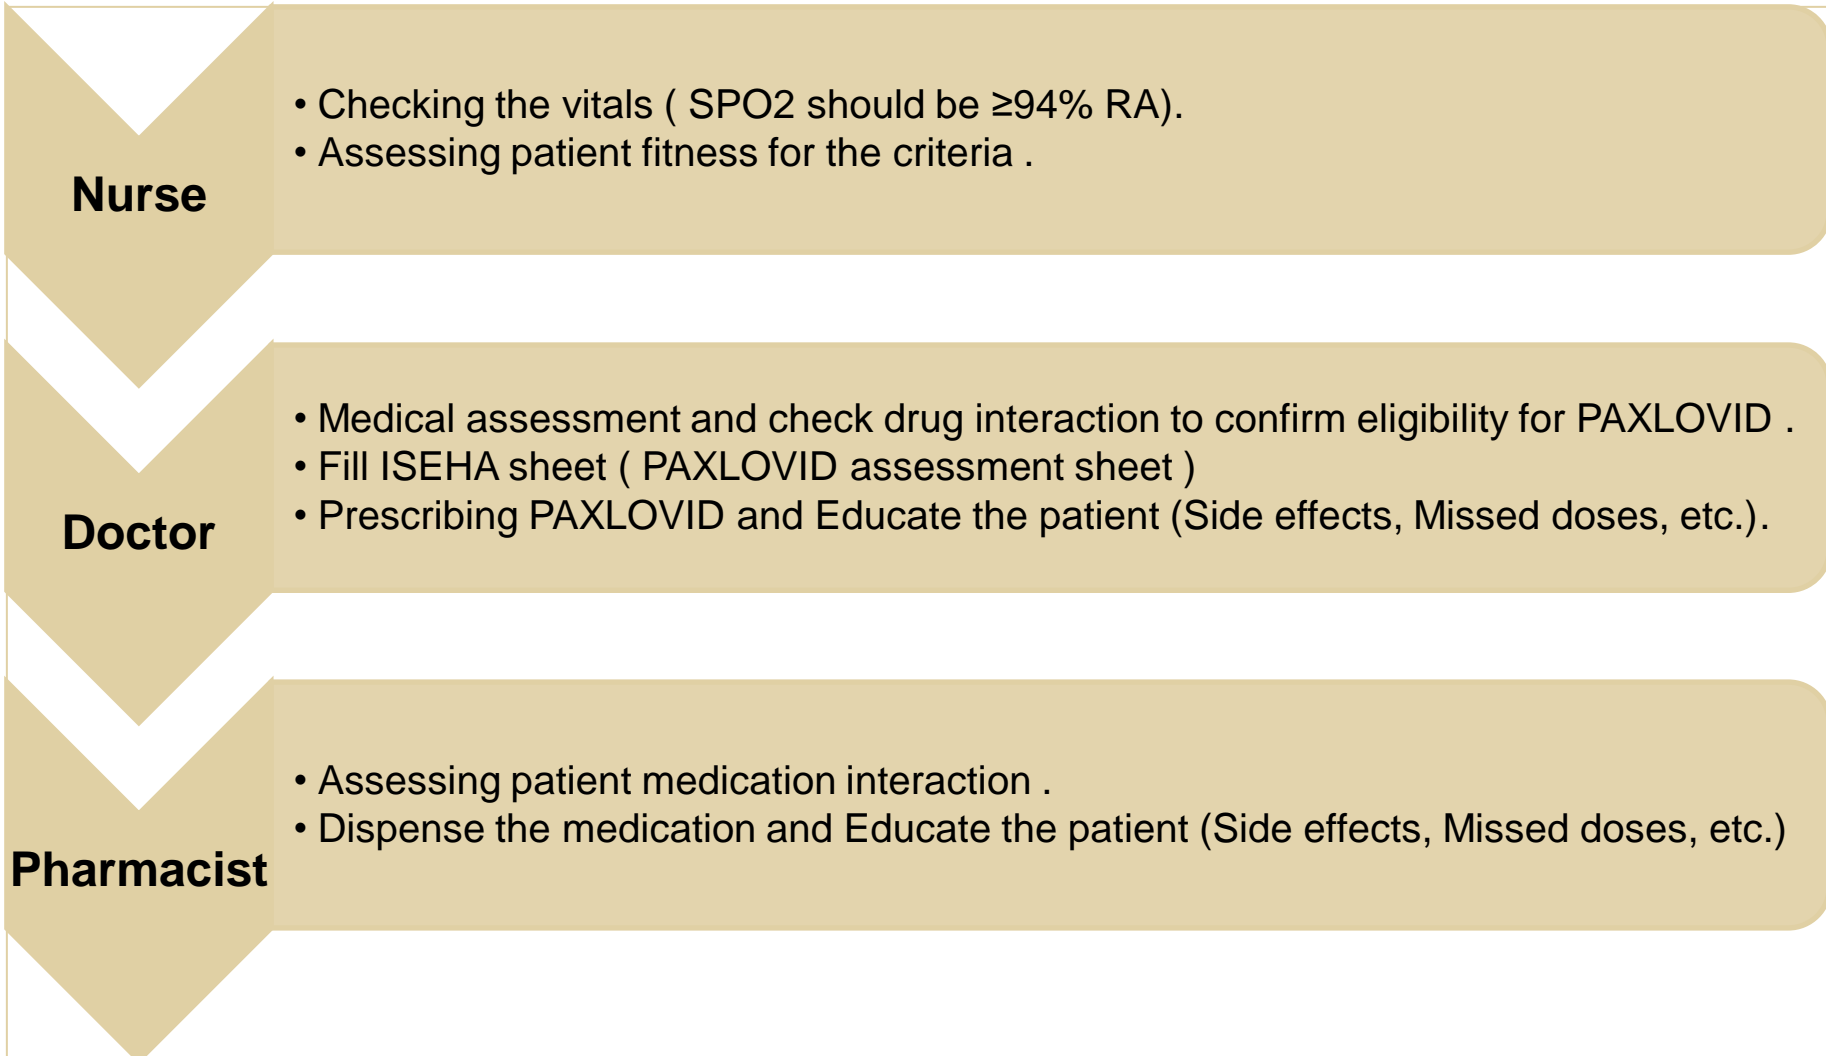 Nurse
• Checking the vitals ( SPO2 should be ≥94% RA).
• Assessing patient fitness for the criteria .
Doctor
• Medical assessment and check drug interaction to confirm eligibility for PAXLOVID .
• Fill ISEHA sheet ( PAXLOVID assessment sheet )
• Prescribing PAXLOVID and Educate the patient (Side effects, Missed doses, etc.).
Pharmacist
• Assessing patient medication interaction .
• Dispense the medication and Educate the patient (Side effects, Missed doses, etc.)